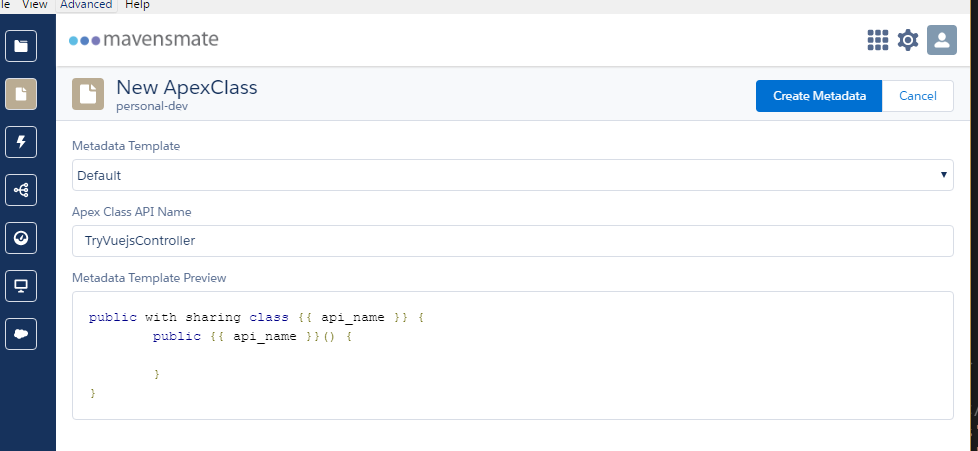 le View Advanced Help
mavensmate
New ApexClass
personal-dev
Create Metadata Cancel
Metadata Template
Default
Apex Class API Name
TryVuejsController
Metadata Template Preview
public with sharing class {{ api_name }} {
public {{ api_name }}() {
}
}